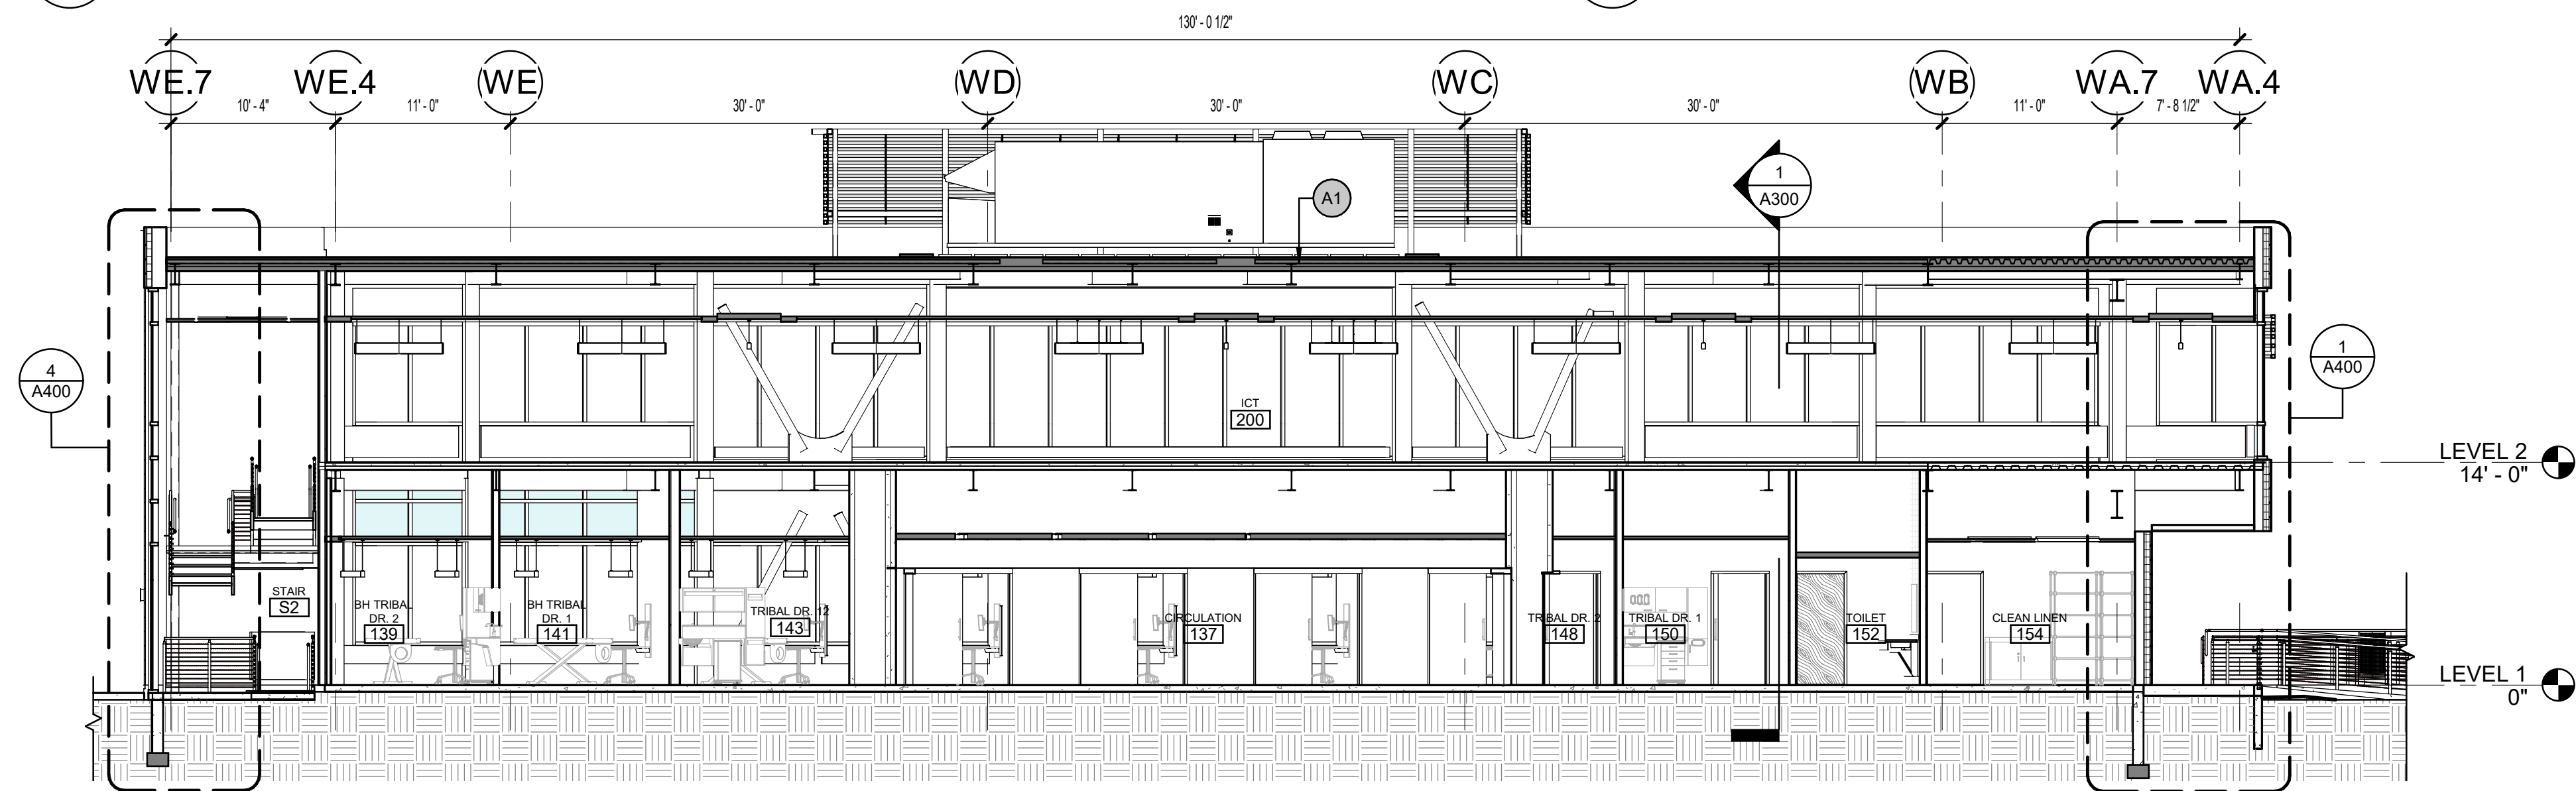 130' - 0 1/2"
WE.7
WE.4
WE
WD
WC
WB
WA.7
WA.4
10' - 4"
11' - 0"
30' - 0"
30' - 0"
30' - 0"
11' - 0"
7' - 8 1/2"
1
A300
A1
4
A400
1
A400
ICT
200
LEVEL 2
14' - 0"
STAIR
S2
BH TRIBAL
DR. 2
139
BH TRIBAL
DR. 1
141
TRIBAL DR. 12
143
CIRCULATION
137
TRIBAL DR. 2
148
TRIBAL DR. 1
150
TOILET
152
CLEAN LINEN
154
LEVEL 1
0"